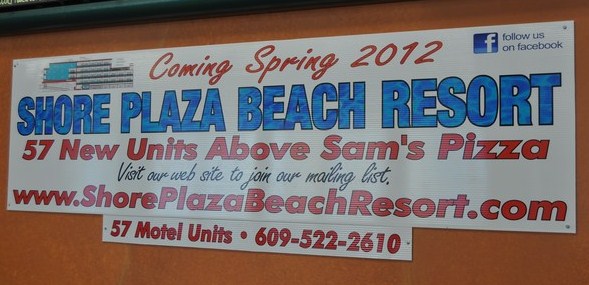 Coming Spring 2012
f follow us
on facebook
SHORE PLAZA BEACH RESORT
57 New Units Above Sam's Pizza
Visit our web site to join our mailing list.
www.ShorePlazaBeachResort.com
57 Motel Units • 609-522-2610